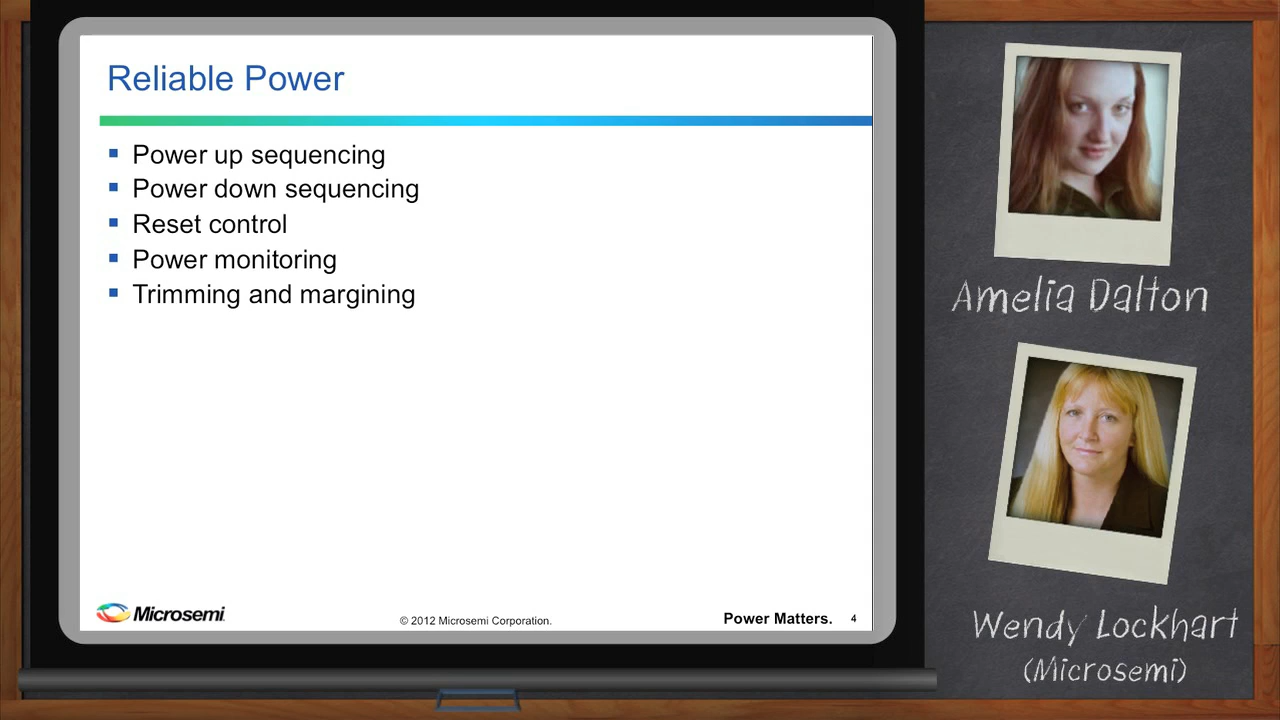 Reliable Power
Power up sequencing
Power down sequencing
Reset control
Power monitoring
Trimming and margining
Microsemi
© 2012 Microsemi Corporation.
Power Matters.
4
Amelia Dalton
Wendy Lockhart
(Microsemi)